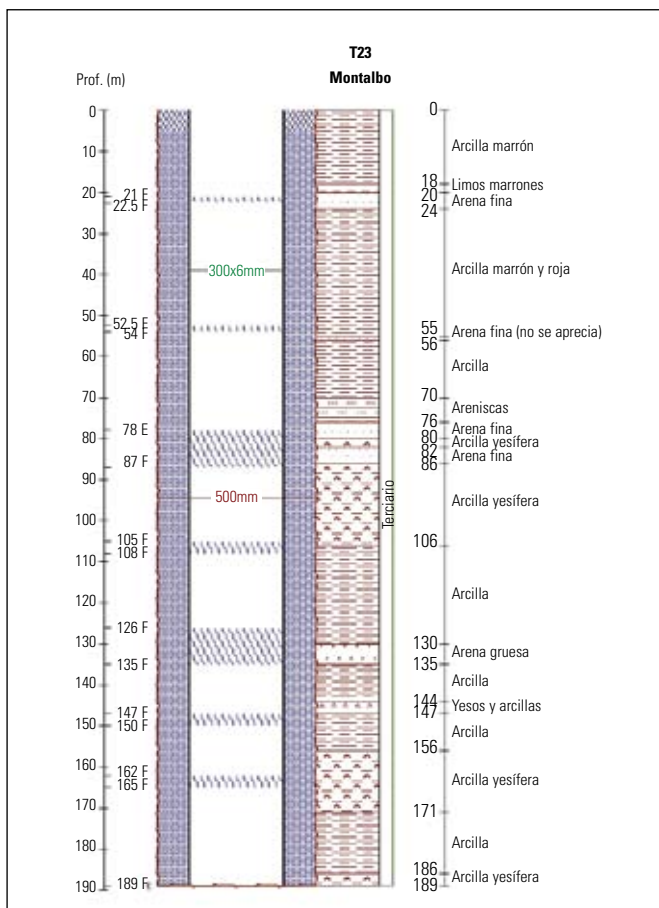 T23
Montalbo
Prof. (m)
0
10
20
30
40
50
60
70
80
90
100
110
120
130
140
150
160
170
180
190
21 F
22.5 F
52.5 F
54 F
78 F
87 F
105 F
108 F
126 F
135 F
147 F
150 F
162 F
165 F
189 F
300x6mm
500mm
Terciario
0
Arcilla marrón
18
Limos marrones
20
Arena fina
24
Arcilla marrón y roja
55
Arena fina (no se aprecia)
56
Arcilla
70
Areniscas
76
Arena fina
80
Arcilla yesífera
82
Arena fina
86
Arcilla yesífera
106
Arcilla
130
Arena gruesa
135
Arcilla
144
Yesos y arcillas
147
Arcilla
156
Arcilla yesífera
171
Arcilla
186
Arcilla yesífera
189